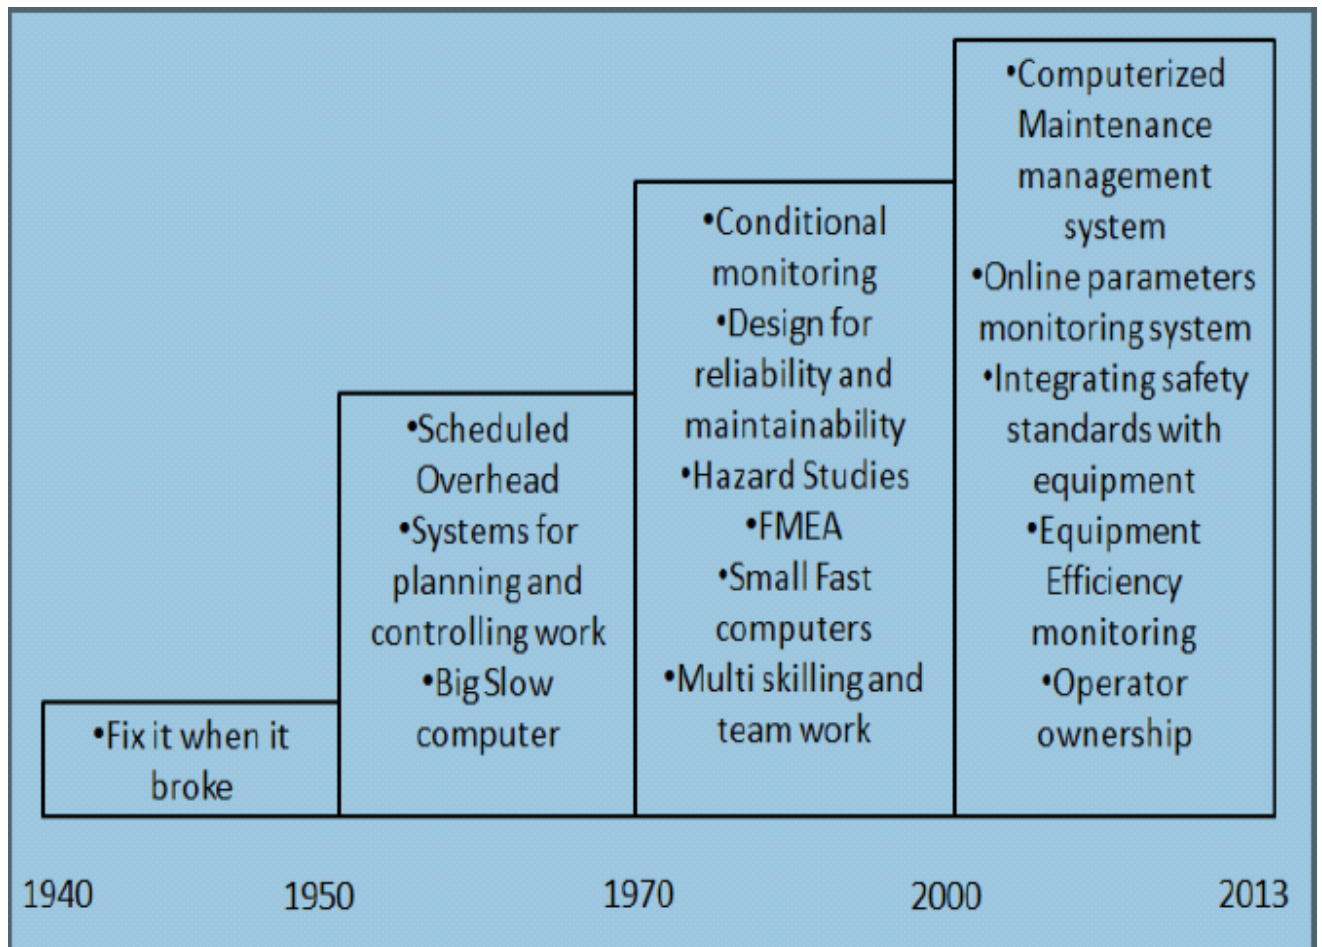 •Fix it when it
broke
•Scheduled
Overhead
•Systems for
planning and
controlling work
•Big Slow
computer
•Conditional
monitoring
•Design for
reliability and
maintainability
•Hazard Studies
•FMEA
•Small Fast
computers
•Multi skilling and
team work
•Computerized
Maintenance
management
system
•Online parameters
monitoring system
•Integrating safety
standards with
equipment
•Equipment
Efficiency
monitoring
•Operator
ownership
1940 1950 1970 2000 2013